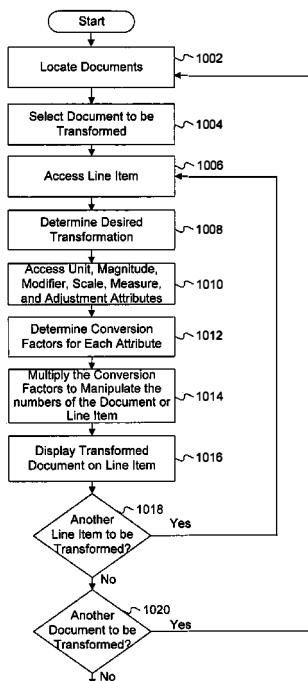 Start
Locate Documents
1002
Select Document to be
Transformed
1004
Access Line Item
1006
Determine Desired
Transformation
1008
Access Unit, Magnitude,
Modifier, Scale, Measure,
and Adjustment Attributes
1010
Determine Conversion
Factors for Each Attribute
1012
Multiply the Conversion
Factors to Manipulate the
numbers of the Document or
Line Item
1014
Display Transformed
Document on Line Item
1016
Another
Line Item to be
Transformed?
1018
Yes
No
Another
Document to be
Transformed?
1020
Yes
No